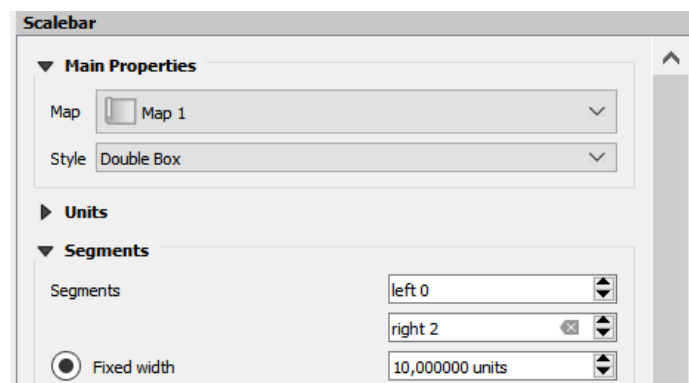 Scalebar
Main Properties
Map Map 1
Style Double Box
Units
Segments
Segments left 0
right 2
Fixed width 10,000000 units